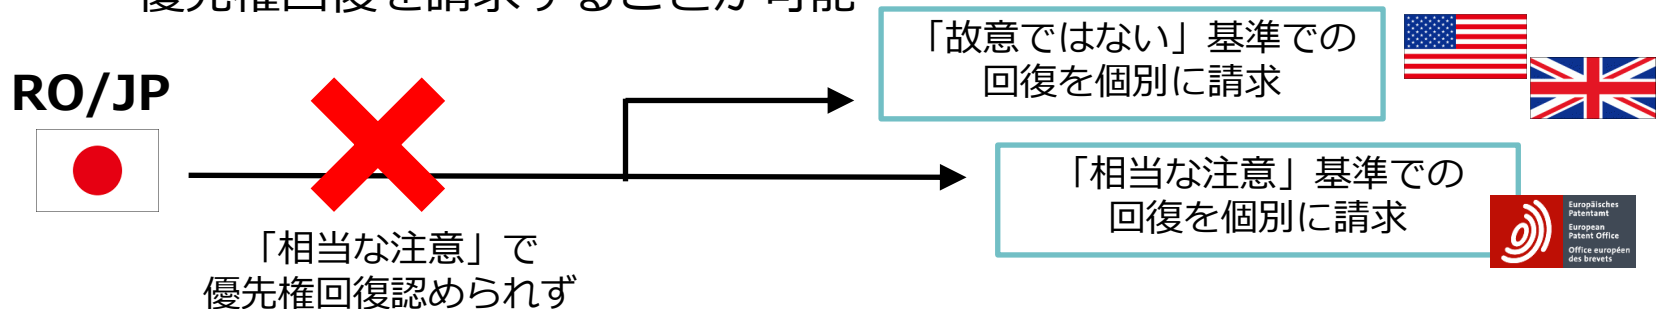 優先権回復を請求することが可能
「故意ではない」基準での
回復を個別に請求
RO/JP
「相当な注意」基準での
回復を個別に請求
Europäisches
Patentamt
European
Patent Office
Office européen
des brevets
「相当な注意」で
優先権回復認められず